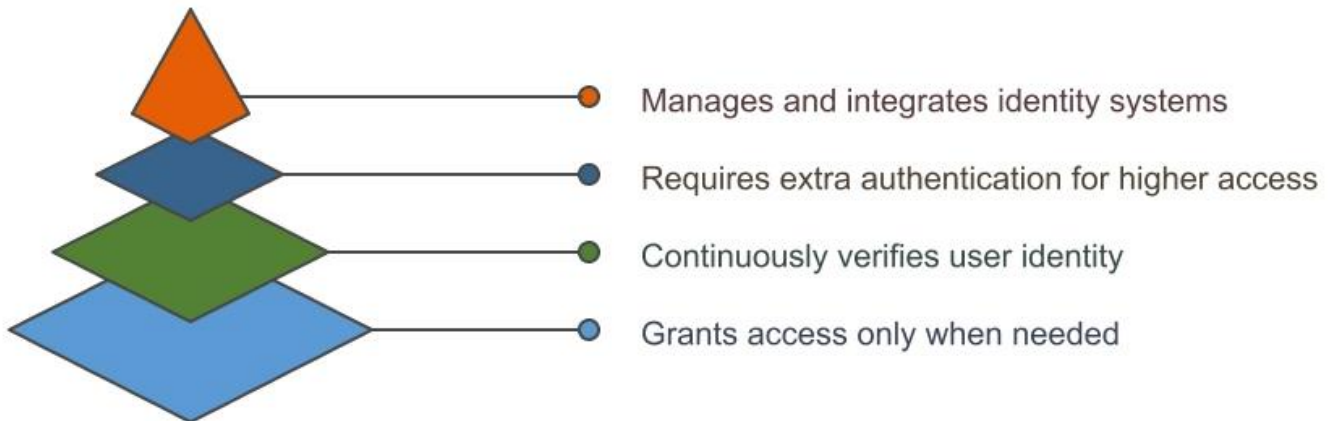 Manages and integrates identity systems
Requires extra authentication for higher access
Continuously verifies user identity
Grants access only when needed